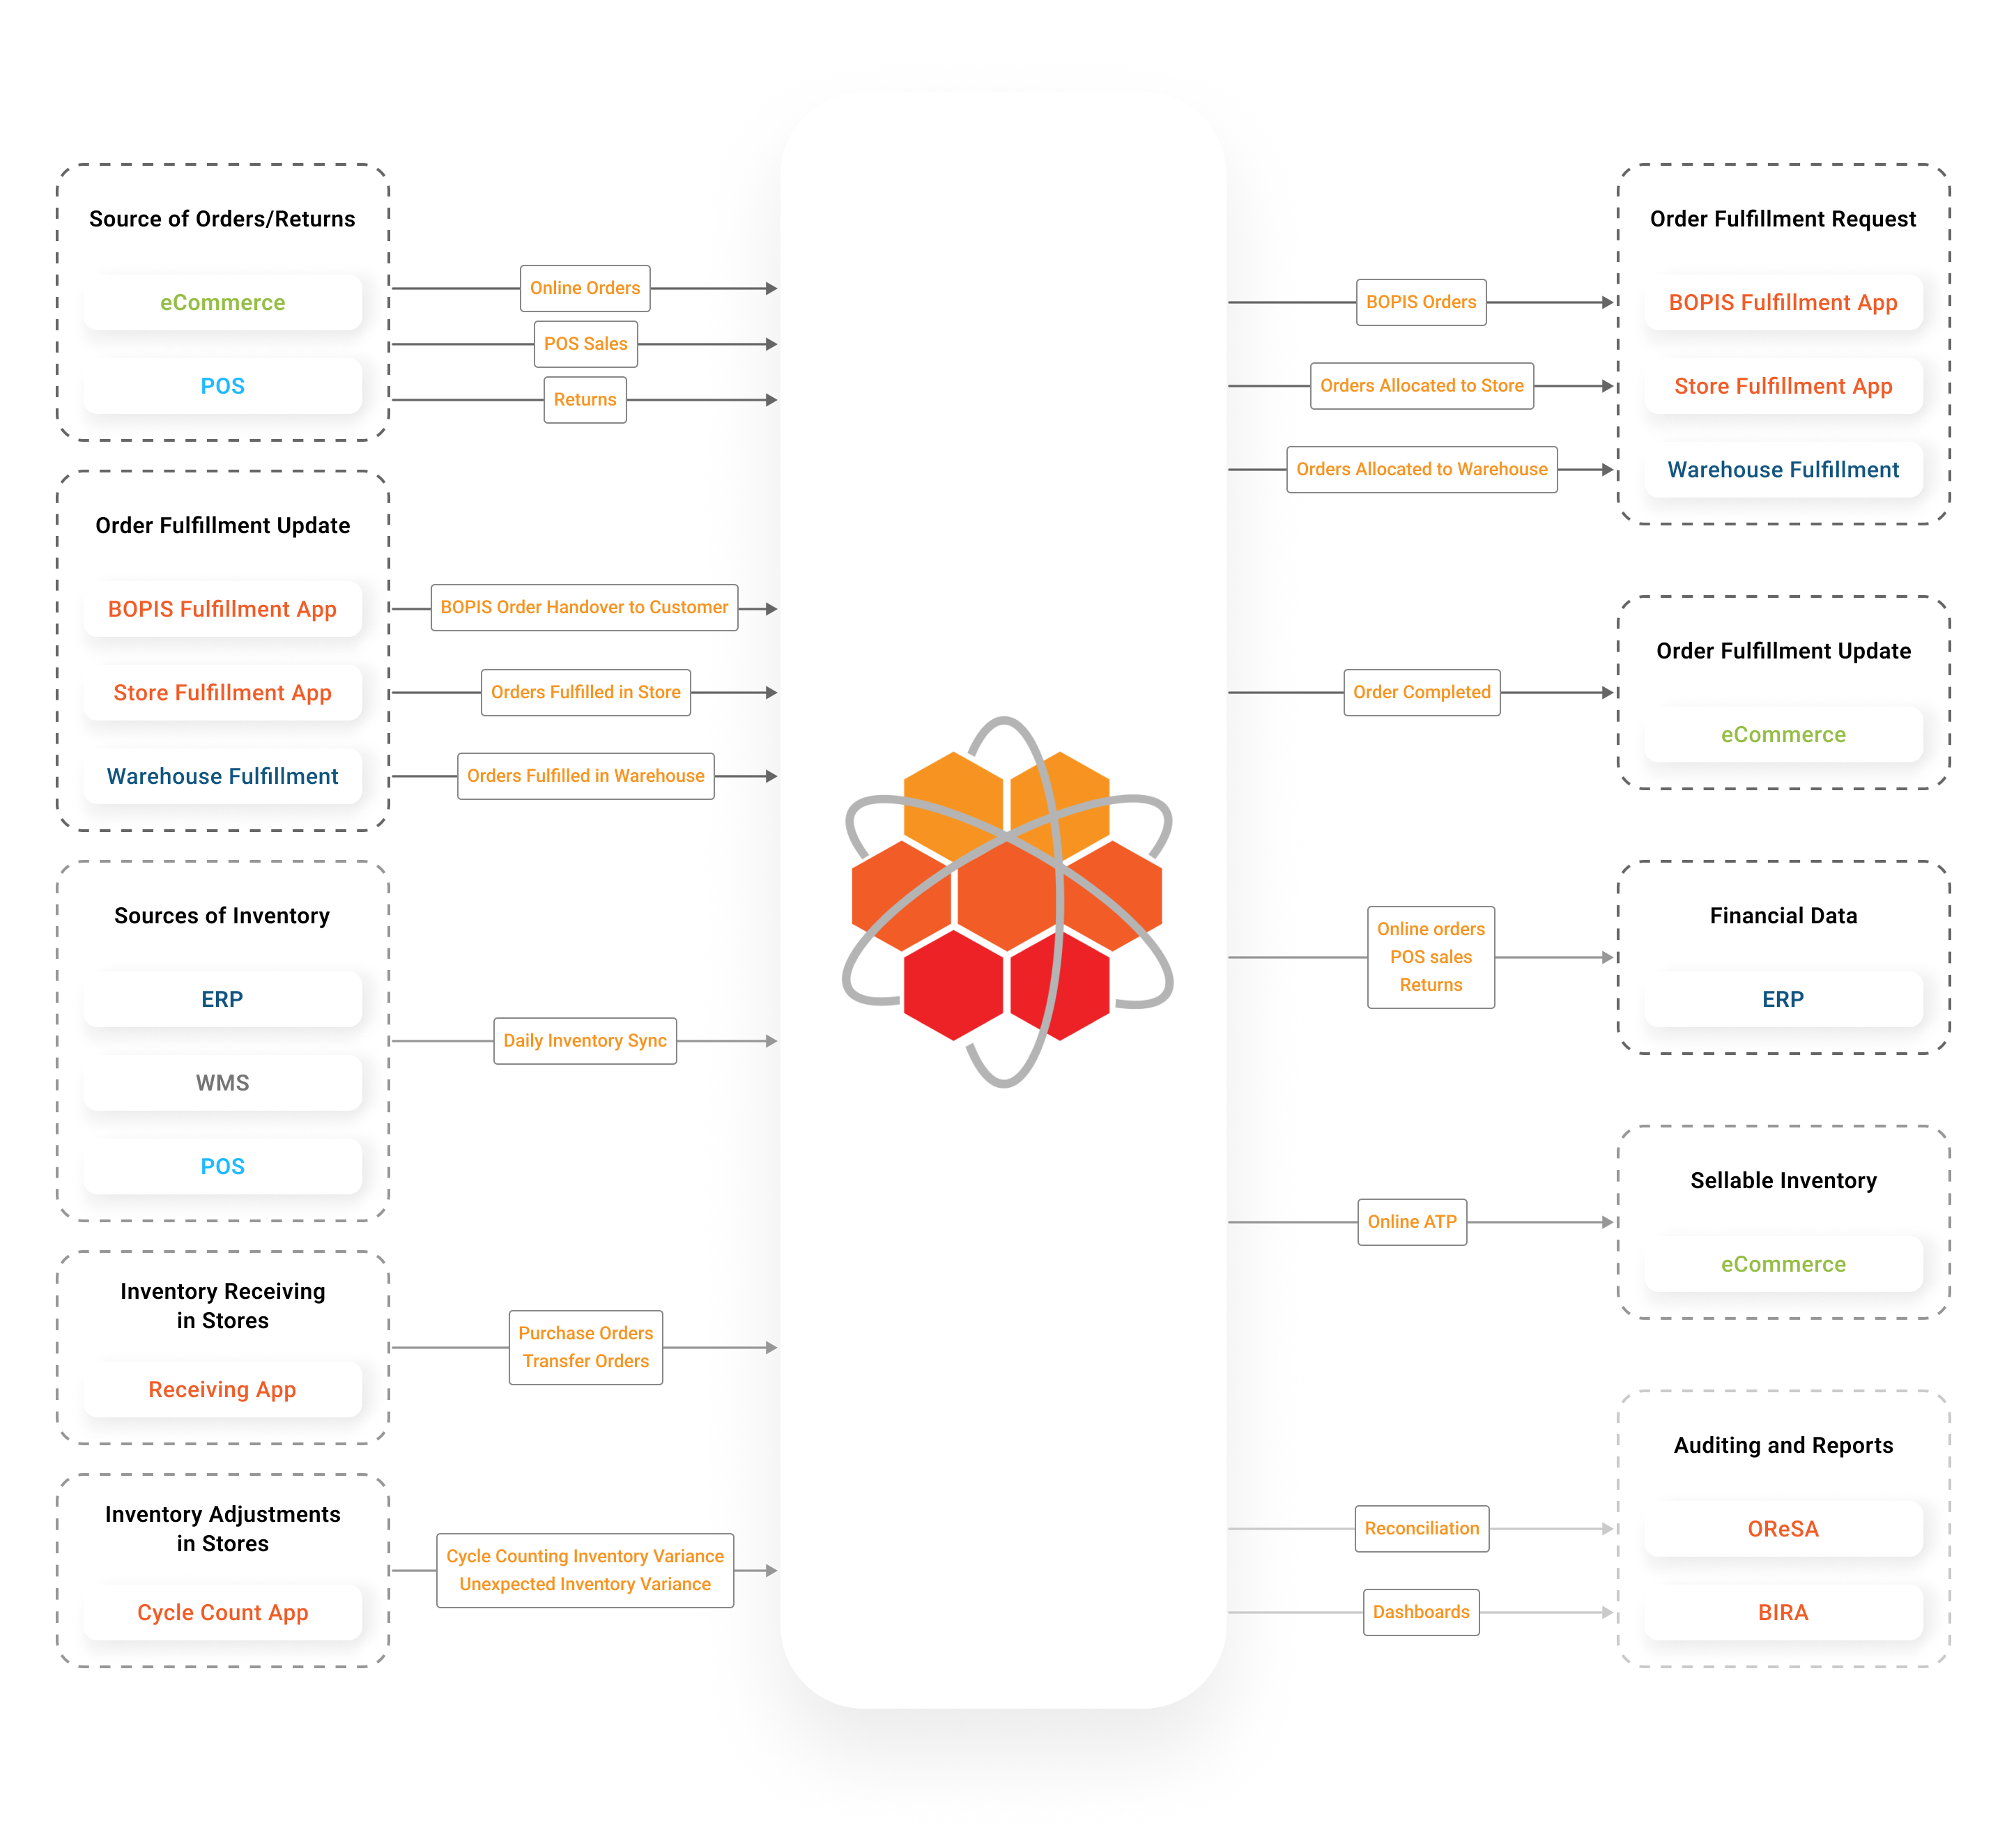 Source of Orders/Returns
eCommerce
POS
Online Orders
POS Sales
Returns
Order Fulfillment Update
BOPIS Fulfillment App
Store Fulfillment App
Warehouse Fulfillment
BOPIS Order Handover to Customer
Orders Fulfilled in Store
Orders Fulfilled in Warehouse
Sources of Inventory
ERP
WMS
POS
Daily Inventory Sync
Inventory Receiving
in Stores
Receiving App
Purchase Orders
Transfer Orders
Inventory Adjustments
in Stores
Cycle Count App
Cycle Counting Inventory Variance
Unexpected Inventory Variance
BOPIS Orders
Orders Allocated to Store
Orders Allocated to Warehouse
Order Fulfillment Request
BOPIS Fulfillment App
Store Fulfillment App
Warehouse Fulfillment
Order Completed
Order Fulfillment Update
eCommerce
Online orders
POS sales
Returns
Financial Data
ERP
Online ATP
Sellable Inventory
eCommerce
Reconciliation
Dashboards
Auditing and Reports
OReSA
BIRA